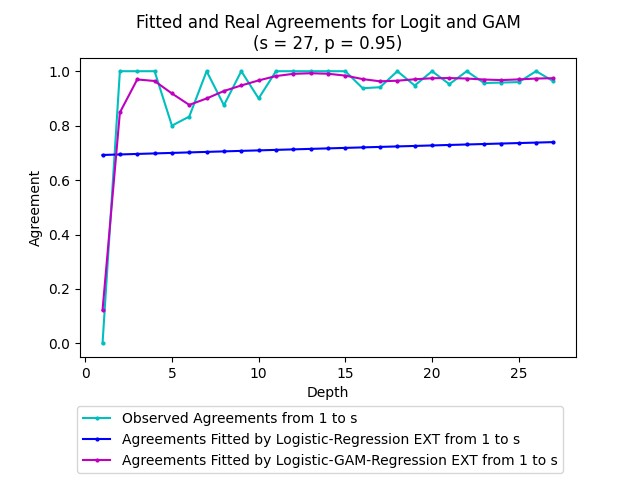 Fitted and Real Agreements for Logit and GAM
(s = 27, p = 0.95)
1.0
0.8
0.6
0.4
0.2
0.0
Agreement
0 5 10 15 20 25
Depth
Observed Agreements from 1 to s
Agreements Fitted by Logistic-Regression EXT from 1 to s
Agreements Fitted by Logistic-GAM-Regression EXT from 1 to s